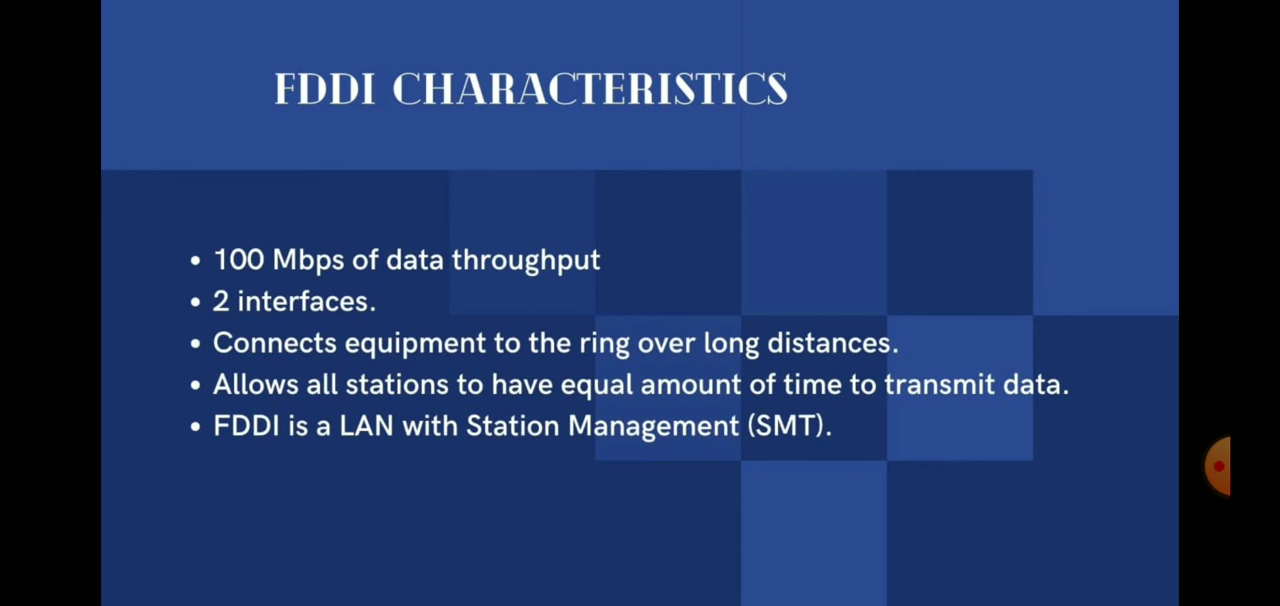 FDDI CHARACTERISTICS
• 100 Mbps of data throughput
• 2 interfaces.
• Connects equipment to the ring over long distances.
• Allows all stations to have equal amount of time to transmit data.
• FDDI is a LAN with Station Management (SMT).